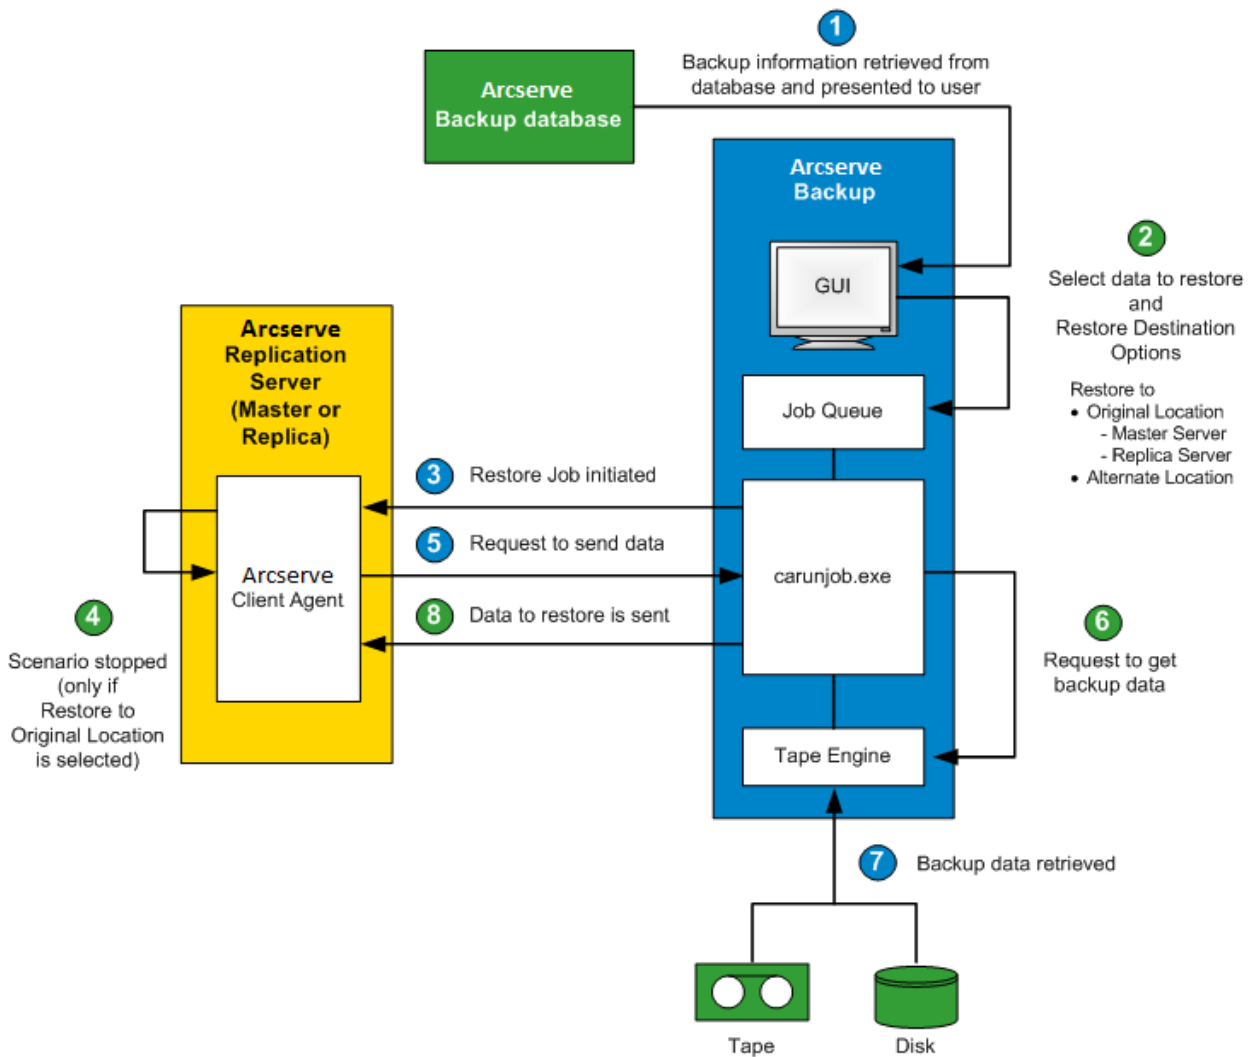 1
Backup information retrieved from
database and presented to user
Arcserve
Backup database
Arcserve
Backup
GUI
2
Select data to restore
and
Restore Destination
Options
Restore to
• Original Location
- Master Server
- Replica Server
• Alternate Location
Job Queue
Arcserve
Replication
Server
(Master or
Replica)
3 Restore Job initiated
5 Request to send data
8 Data to restore is sent
Arcserve
Client Agent
carunjob.exe
4
Scenario stopped
(only if
Restore to
Original Location
is selected)
6
Request to get
backup data
Tape Engine
7 Backup data retrieved
Tape
Disk